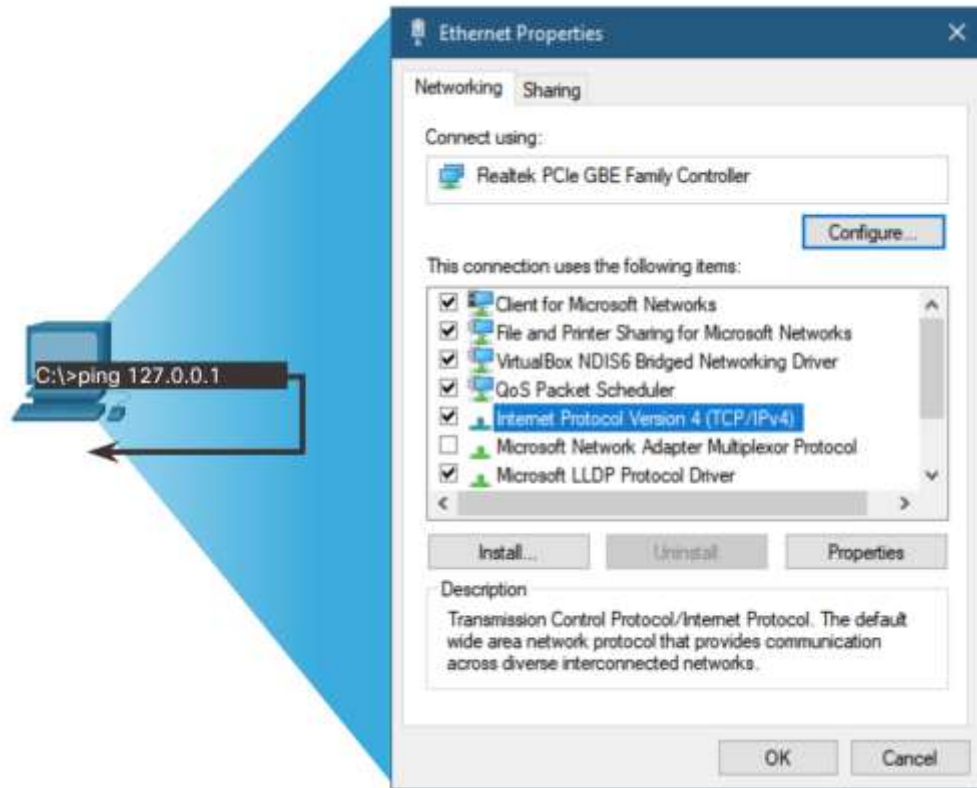 Ethernet Properties
Networking
Sharing
Connect using:
Realtek PCIe GBE Family Controller
Configure...
This connection uses the following items:
Client for Microsoft Networks
File and Printer Sharing for Microsoft Networks
VirtualBox NDIS6 Bridged Networking Driver
QoS Packet Scheduler
Internet Protocol Version 4 (TCP/IPv4)
Microsoft Network Adapter Multiplexor Protocol
Microsoft LLDP Protocol Driver
Install...
Uninstall
Properties
Description
Transmission Control Protocol/Internet Protocol. The default
wide area network protocol that provides communication
across diverse interconnected networks.
OK
Cancel
C:\>ping 127.0.0.1